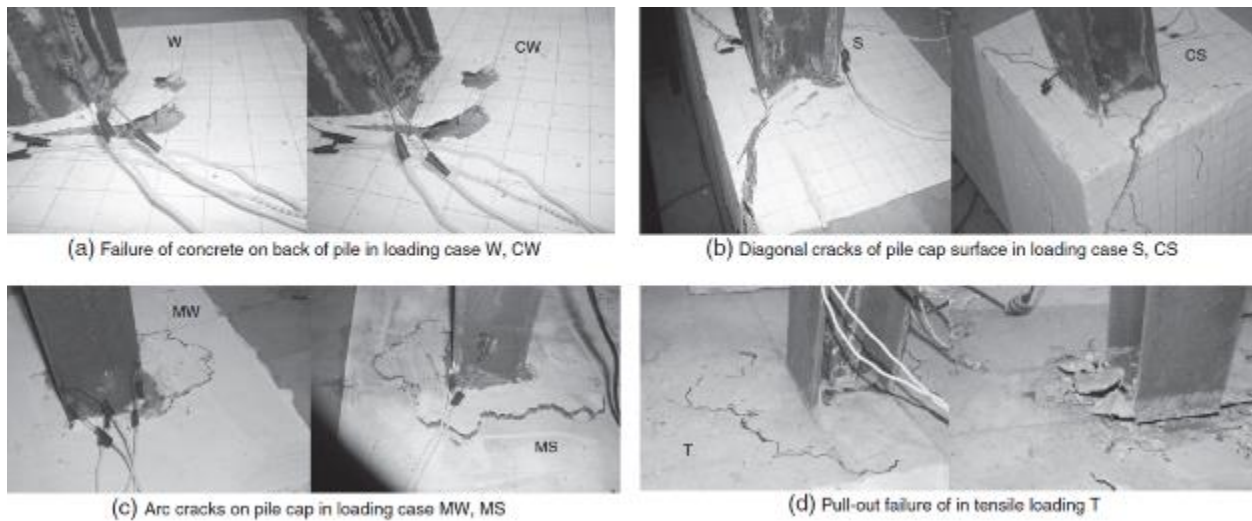 W
CW
(a) Failure of concrete on back of pile in loading case W, CW
S
CS
(b) Diagonal cracks of pile cap surface in loading case S, CS
MW
MS
(c) Arc cracks on pile cap in loading case MW, MS
T
(d) Pull-out failure of in tensile loading T